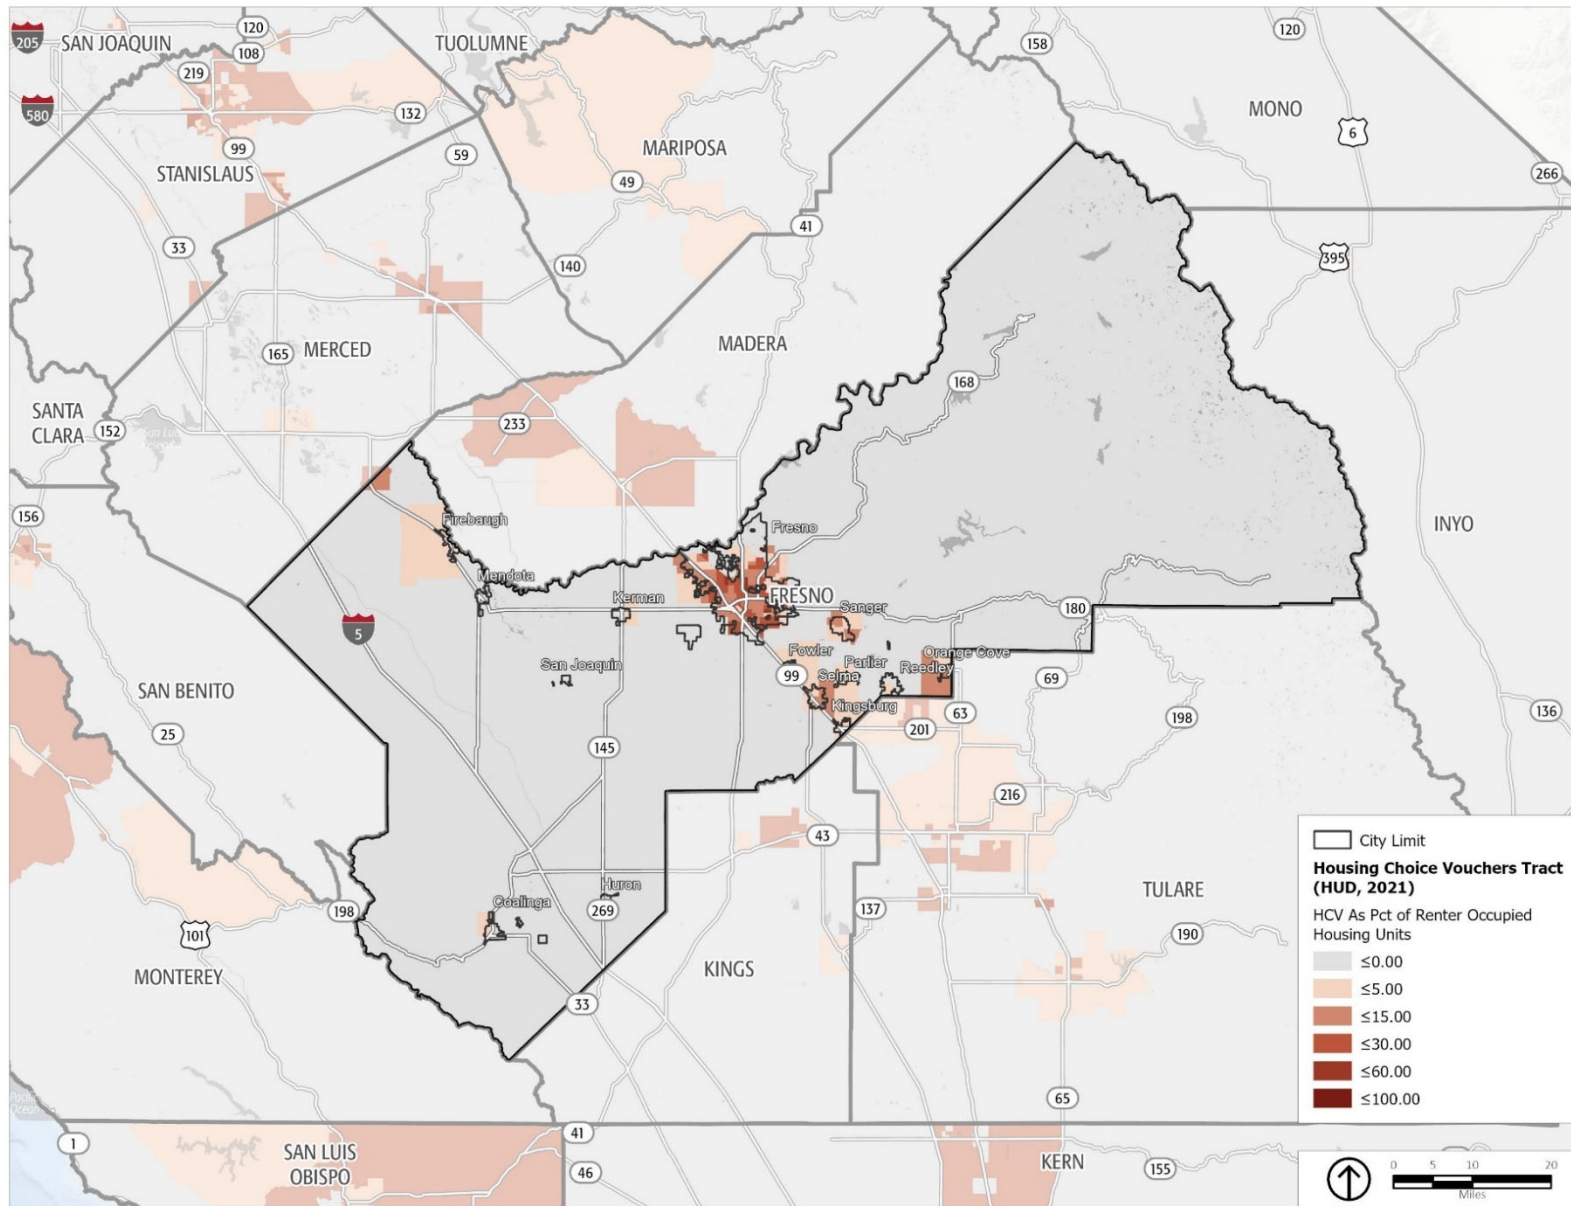 205
SAN JOAQUIN
120
108
TUOLUMNE
158
120
219
580
132
MONO
6
99
59
MARIPOSA
STANISLAUS
49
266
33
41
395
140
165
MERCED
MADERA
168
SANTA
CLARA
152
233
156
INYO
Firebaugh
Fresno
Mendota
Kerman
FRESNO
Sanger
180
5
Fowler
Orange Cove
San Joaquin
Parlier
Reedley
99
Selma
69
SAN BENITO
Kingsburg
63
198
136
25
201
145
216
43
Huron
Coalinga
198
269
137
TULARE
101
190
MONTEREY
KINGS
33
65
Pacific
Ocean
1
41
SAN LUIS
OBISPO
46
KERN
155
City Limit
Housing Choice Vouchers Tract
(HUD, 2021)
HCV As Pct of Renter Occupied
Housing Units
≤0.00
≤5.00
≤15.00
≤30.00
≤60.00
≤100.00
0 5 10 20
Miles